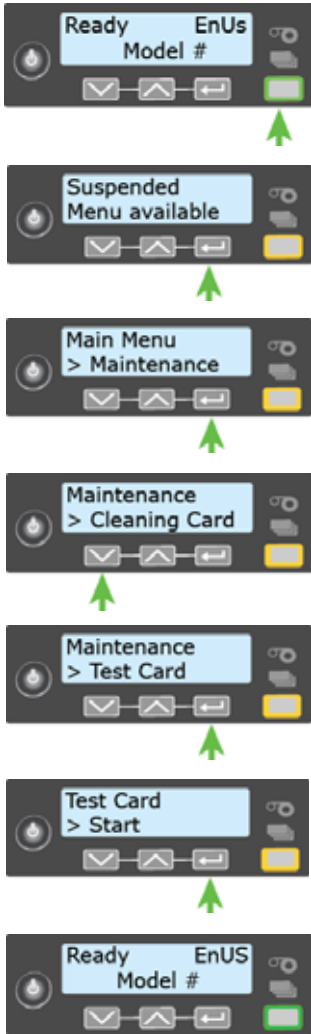 Ready EnUs
Model #
Suspended
Menu available
Main Menu
> Maintenance
Maintenance
> Cleaning Card
Maintenance
> Test Card
Test Card
> Start
Ready EnUS
Model #